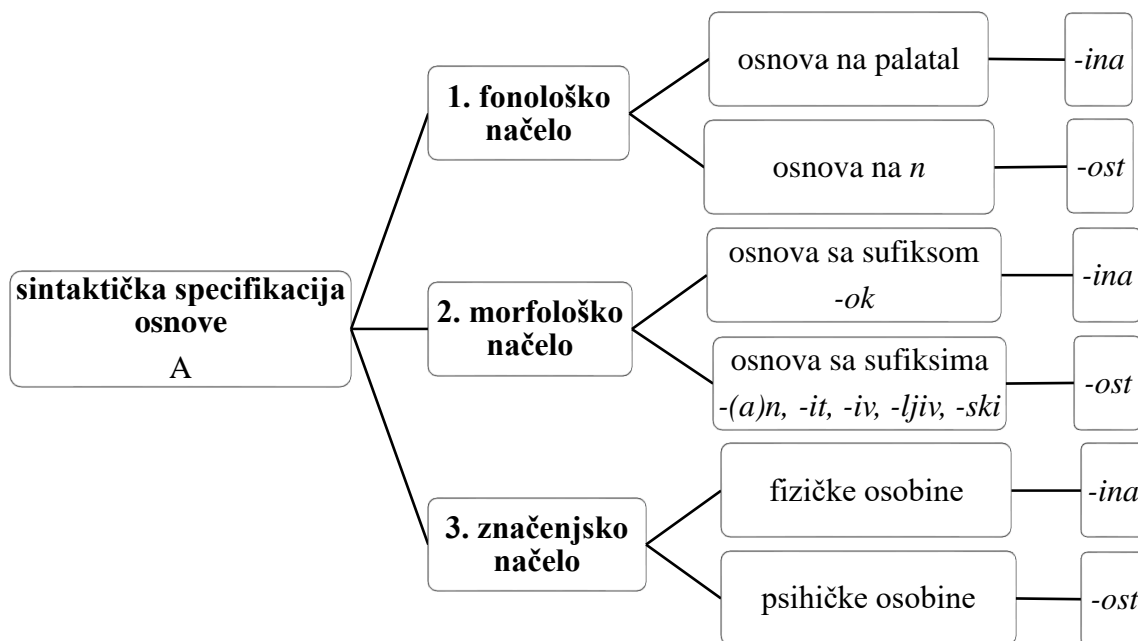 sintaktička specifikacija
osnove
A
1. fonološko
načelo
osnova na palatal
-ina
osnova na n
-ost
2. morfološko
načelo
osnova sa sufiksom
-ok
-ina
osnova sa sufiksima
-(a)n, -it, -iv, -ljiv, -ski
-ost
3. značenjsko
načelo
fizičke osobine
-ina
psihičke osobine
-ost